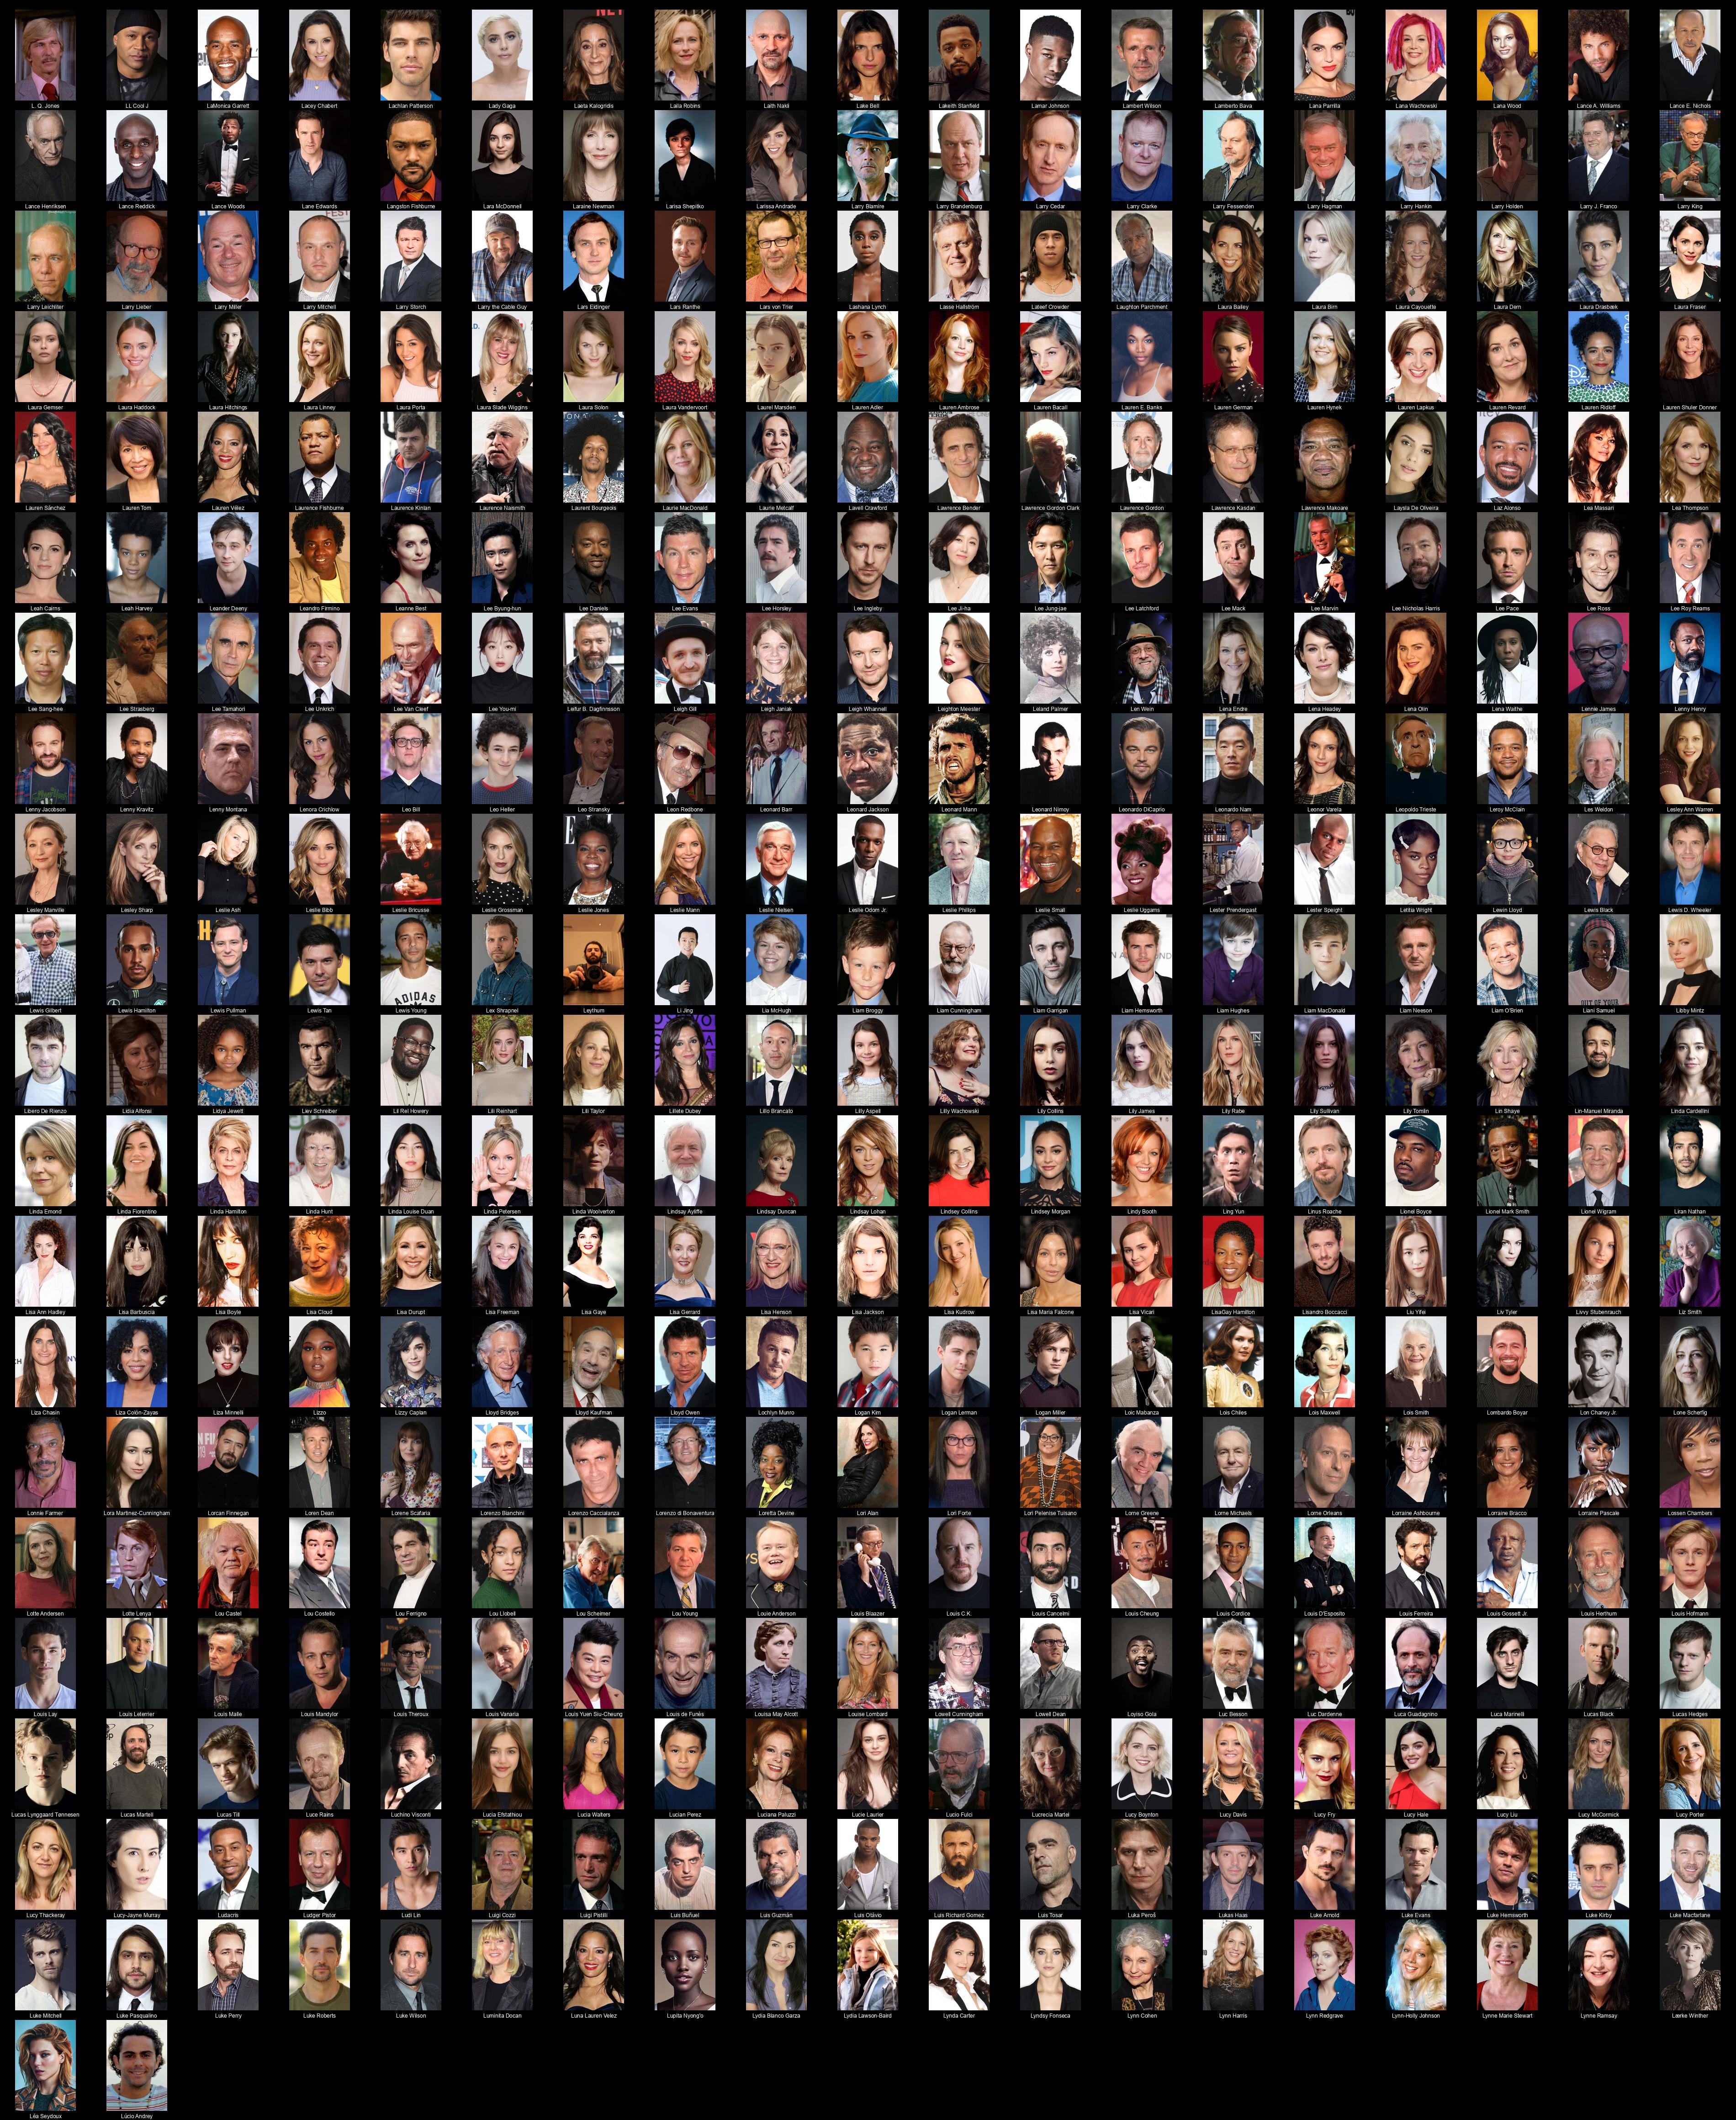 L. Q. Jones
LL Cool J
LaMonica Garrett
Lacey Chabert
Lachlan Patterson
Lady Gaga
Laeta Kalogridis
Laila Robins
Laith Nakli
Lake Bell
Lakeith Stanfield
Lamar Johnson
Lambert Wilson
Lamberto Bava
Lana Parrilla
Lana Wachowski
Lana Wood
Lance A. Williams
Lance E. Nichols
Lance Henriksen
Lance Reddick
Lance Woods
Lane Edwards
Langston Fishburne
Lara McDonnell
Laraine Newman
Larisa Shepitko
Larissa Andrade
Larry Blamire
Larry Brandenburg
Larry Cedar
Larry Clarke
Larry Fessenden
Larry Hagman
Larry Hankin
Larry Holden
Larry J. Franco
Larry King
Larry Leichliter
Larry Lieber
Larry Miller
Larry Mitchell
Larry Storch
Larry the Cable Guy
Lars Eidinger
Lars Ranthe
Lars von Trier
Lashana Lynch
Lasse Hallström
Lateef Crowder
Laughton Parchment
Laura Bailey
Laura Birn
Laura Cayouette
Laura Dern
Laura Drasbæk
Laura Fraser
Laura Gemser
Laura Haddock
Laura Hitchings
Laura Linney
Laura Porta
Laura Slade Wiggins
Laura Solon
Laura Vandervoort
Laurel Marsden
Lauren Adler
Lauren Ambrose
Lauren Bacall
Lauren E. Banks
Lauren German
Lauren Hynek
Lauren Lapkus
Lauren Revard
Lauren Ridloff
Lauren Shuler Donner
Lauren Sánchez
Lauren Tom
Lauren Vélez
Laurence Fishburne
Laurence Kinlan
Laurence Naismith
Laurent Bourgeois
Laurie MacDonald
Laurie Metcalf
Lavell Crawford
Lawrence Bender
Lawrence Gordon Clark
Lawrence Gordon
Lawrence Kasdan
Lawrence Makoare
Laysla De Oliveira
Laz Alonso
Lea Massari
Lea Thompson
Leah Cairns
Leah Harvey
Leander Deeny
Leandro Firmino
Leanne Best
Lee Byung-hun
Lee Daniels
Lee Evans
Lee Horsley
Lee Ingleby
Lee Ji-ha
Lee Jung-jae
Lee Latchford
Lee Mack
Lee Marvin
Lee Nicholas Harris
Lee Pace
Lee Ross
Lee Roy Reams
Lee Sang-hee
Lee Strasberg
Lee Tamahori
Lee Unkrich
Lee Van Cleef
Lee You-mi
Leifur B. Dagfinnsson
Leigh Gill
Leigh Janiak
Leigh Whannell
Leighton Meester
Leland Palmer
Len Wein
Lena Endre
Lena Headey
Lena Olin
Lena Waithe
Lennie James
Lenny Henry
Lenny Jacobson
Lenny Kravitz
Lenny Montana
Lenora Crichlow
Leo Bill
Leo Heller
Leo Stransky
Leon Redbone
Leonard Barr
Leonard Jackson
Leonard Mann
Leonard Nimoy
Leonardo DiCaprio
Leonardo Nam
Leonor Varela
Leopoldo Trieste
Leroy McClain
Les Weldon
Lesley Ann Warren
Lesley Manville
Lesley Sharp
Leslie Ash
Leslie Bibb
Leslie Bricusse
Leslie Grossman
Leslie Jones
Leslie Mann
Leslie Nielsen
Leslie Odom Jr.
Leslie Phillips
Leslie Small
Leslie Uggams
Lester Prendergast
Lester Speight
Letitia Wright
Lewin Lloyd
Lewis Black
Lewis D. Wheeler
ADIDAS
OUT OF YOUR
Lewis Gilbert
Lewis Hamilton
Lewis Pullman
Lewis Tan
Lewis Young
Lex Shrapnel
Leythum
Li Jing
Lia McHugh
Liam Broggy
Liam Cunningham
Liam Garrigan
Liam Hemsworth
Liam Hughes
Liam MacDonald
Liam Neeson
Liam O'Brien
Liani Samuel
Libby Mintz
Libero De Rienzo
Lidia Alfonsi
Lidya Jewett
Liev Schreiber
Lil Rel Howery
Lili Reinhart
Lili Taylor
Lillete Dubey
Lillo Brancato
Lilly Aspell
Lilly Wachowski
Lily Collins
Lily James
Lily Rabe
Lily Sullivan
Lily Tomlin
Lin Shaye
Lin-Manuel Miranda
Linda Cardellini
Linda Emond
Linda Fiorentino
Linda Hamilton
Linda Hunt
Linda Louise Duan
Linda Petersen
Linda Woolverton
Lindsay Ayliffe
Lindsay Duncan
Lindsay Lohan
Lindsey Collins
Lindsey Morgan
Lindy Booth
Ling Yun
Linus Roache
Lionel Boyce
Lionel Mark Smith
Lionel Wigram
Liran Nathan
Lisa Ann Hadley
Lisa Barbuscia
Lisa Boyle
Lisa Cloud
Lisa Durupt
Lisa Freeman
Lisa Gaye
Lisa Gerrard
Lisa Henson
Lisa Jackson
Lisa Kudrow
Lisa Maria Falcone
Lisa Vicari
LisaGay Hamilton
Lisandro Boccacci
Liu Yifei
Liv Tyler
Livvy Stubenrauch
Liz Smith
Liza Chasin
Liza Colón-Zayas
Liza Minnelli
Lizzo
Lizzy Caplan
Lloyd Bridges
Lloyd Kaufman
Lloyd Owen
Lochlyn Munro
Logan Kim
Logan Lerman
Logan Miller
Loic Mabanza
Lois Chiles
Lois Maxwell
Lois Smith
Lombardo Boyar
Lon Chaney Jr.
Lone Scherfig
Lonnie Farmer
Lora Martinez-Cunningham
Lorcan Finnegan
Loren Dean
Lorene Scafaria
Lorenzo Bianchini
Lorenzo Caccialanza
Lorenzo di Bonaventura
Loretta Devine
Lori Alan
Lori Forte
Lori Pelenise Tuisano
Lorne Greene
Lorne Michaels
Lorne Orleans
Lorraine Ashbourne
Lorraine Bracco
Lorraine Pascale
Lossen Chambers
Lotte Andersen
Lotte Lenya
Lou Castel
Lou Costello
Lou Ferrigno
Lou Llobell
Lou Scheimer
Lou Young
Louie Anderson
Louis Blaazer
Louis C.K.
Louis Cancelmi
Louis Cheung
Louis Cordice
Louis D'Esposito
Louis Ferreira
Louis Gossett Jr.
Louis Herthum
Louis Hofmann
Louis Lay
Louis Leterrier
Louis Malle
Louis Mandylor
Louis Theroux
Louis Vanaria
Louis Yuen Siu-Cheung
Louis de Funès
Louisa May Alcott
Louise Lombard
Lowell Cunningham
Lowell Dean
Loyiso Gola
Luc Besson
Luc Dardenne
Luca Guadagnino
Luca Marinelli
Lucas Black
Lucas Hedges
Lucas Lynggaard Tønnesen
Lucas Martell
Lucas Till
Luce Rains
Luchino Visconti
Lucia Efstathiou
Lucia Walters
Lucian Perez
Luciana Paluzzi
Lucie Laurier
Lucio Fulci
Lucrecia Martel
Lucy Boynton
Lucy Davis
Lucy Fry
Lucy Hale
Lucy Liu
Lucy McCormick
Lucy Porter
Lucy Thackeray
Lucy-Jayne Murray
Ludacris
Ludger Pistor
Ludi Lin
Luigi Cozzi
Luigi Pistilli
Luis Buñuel
Luis Guzmán
Luis Otávio
Luis Richard Gomez
Luis Tosar
Luka Peroš
Lukas Haas
Luke Arnold
Luke Evans
Luke Hemsworth
Luke Kirby
Luke Macfarlane
Luke Mitchell
Luke Pasqualino
Luke Perry
Luke Roberts
Luke Wilson
Luminita Docan
Luna Lauren Velez
Lupita Nyong'o
Lydia Blanco Garza
Lydia Lawson-Baird
Lynda Carter
Lyndsy Fonseca
Lynn Cohen
Lynn Harris
Lynn Redgrave
Lynn-Holly Johnson
Lynne Marie Stewart
Lynne Ramsay
Lærke Winther
Léa Seydoux
Lúcio Andrey